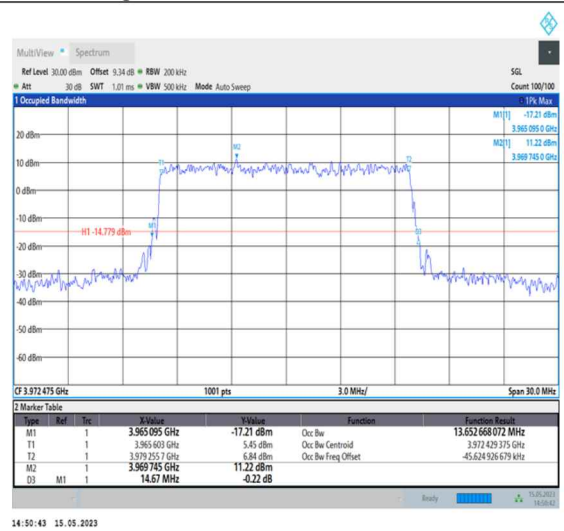 MultiView Spectrum
Ref Level 30.00 dBm Offset 9.34 dB RBW 200 kHz SGL
Att 30 dB SWT 1.01 ms VBW 500 kHz Mode Auto Sweep Count 100/100
1 Occupied Bandwidth 1Pk Max
M1[1] -17.21 dBm
3.965 095 0 GHz
M2[1] 11.22 dBm
3.969 745 0 GHz
20 dBm
M2
T1 T2
10 dBm
0 dBm
-10 dBm
M1
H1 -14.779 dBm
-20 dBm
-30 dBm
-50 dBm
-60 dBm
CF 3.972 475 GHz 1001 pts 3.0 MHz/ Span 30.0 MHz
2 Marker Table
Type Ref Trc X-Value Y-Value Function Function Result
M1 1 3.965 095 GHz -17.21 dBm Occ Bw 13.652 668 072 MHz
T1 1 3.965 603 GHz 5.45 dBm Occ Bw Centroid 3.972 429 375 GHz
T2 1 3.979 255 7 GHz 6.84 dBm Occ Bw Freq Offset -45.624 926 679 kHz
M2 1 3.969 745 GHz 11.22 dBm
D3 M1 1 14.67 MHz -0.22 dB
Ready 15.05.2023
14:50:42
14:50:43 15.05.2023